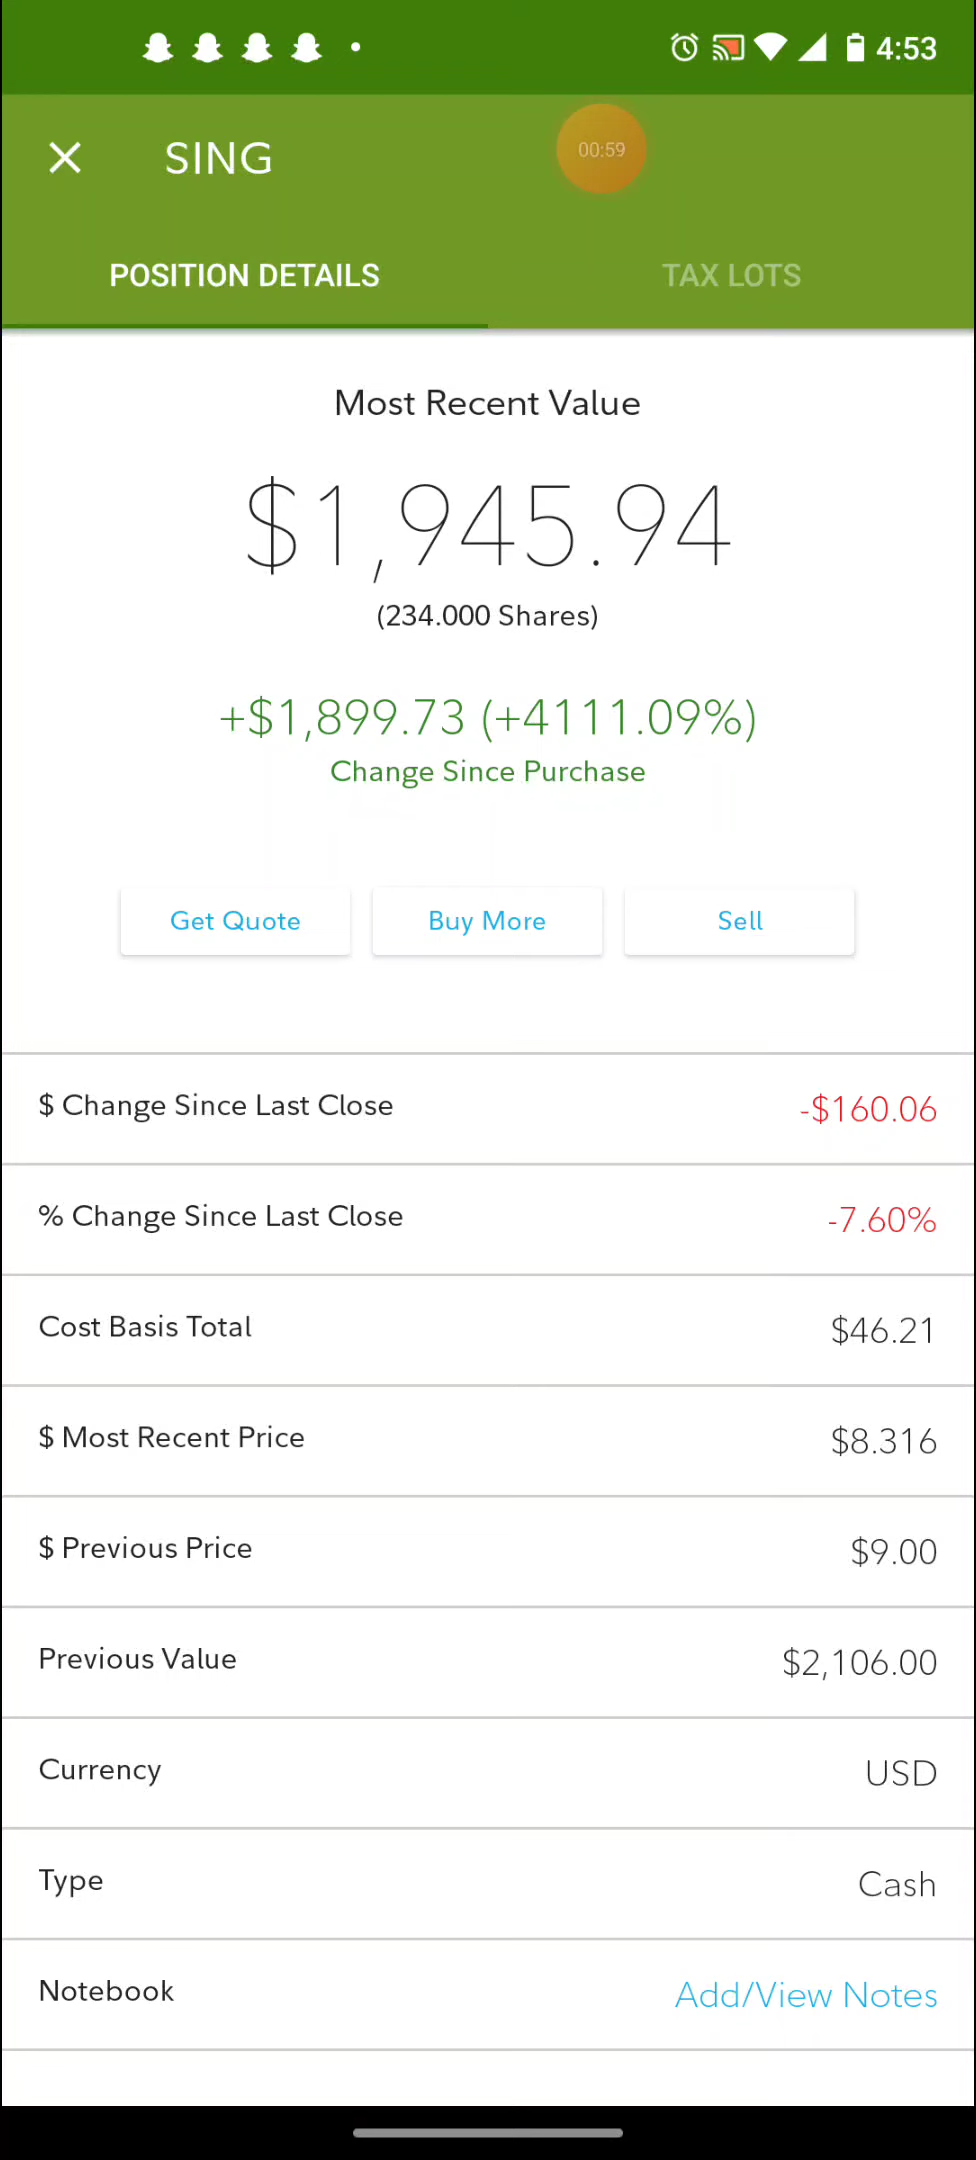 4:53
SING
00:59
POSITION DETAILS
TAX LOTS
Most Recent Value
$1,945.94
(234.000 Shares)
+$1,899.73 (+4111.09%)
Change Since Purchase
Get Quote
Buy More
Sell
$ Change Since Last Close
-$160.06
% Change Since Last Close
-7.60%
Cost Basis Total
$46.21
$ Most Recent Price
$8.316
$ Previous Price
$9.00
Previous Value
$2,106.00
Currency
USD
Type
Cash
Notebook
Add/View Notes